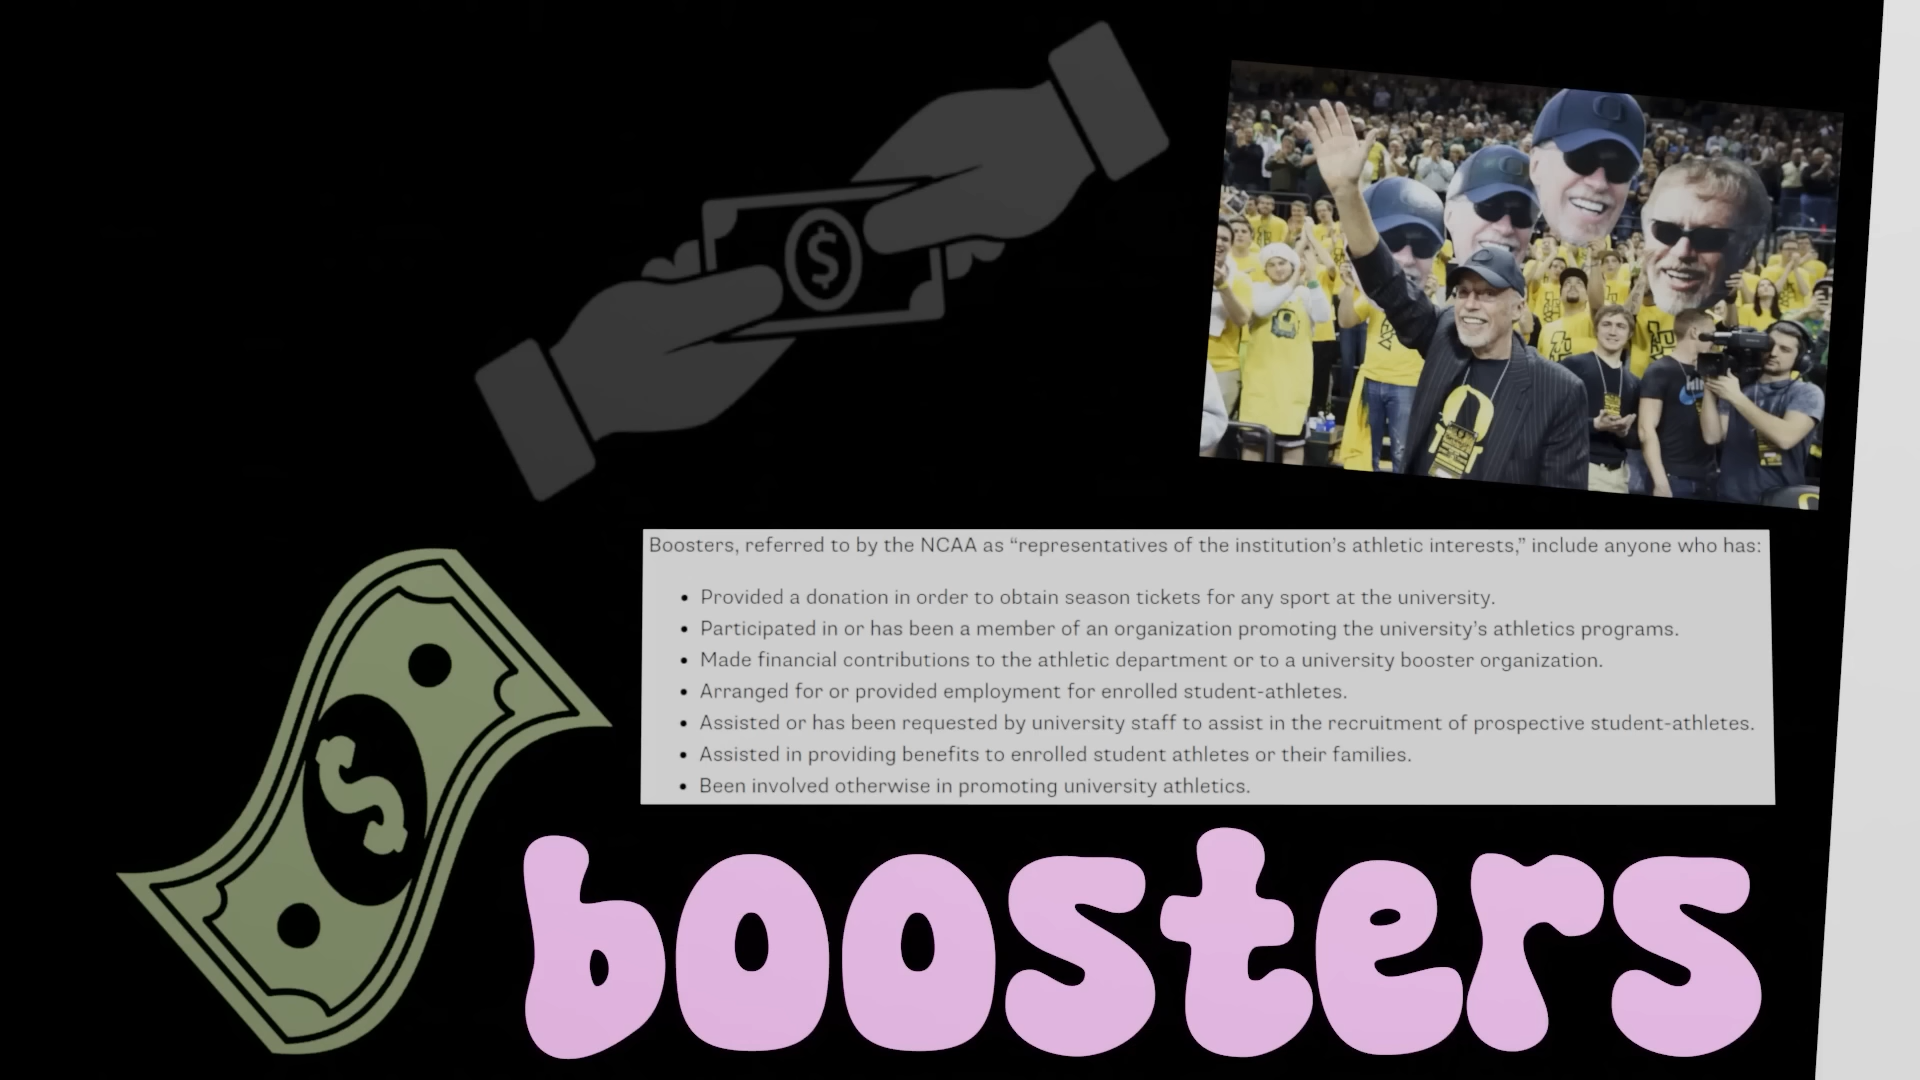 $
Boosters, referred to by the NCAA as “representatives of the institution’s athletic interests,” include anyone who has:
• Provided a donation in order to obtain season tickets for any sport at the university.
• Participated in or has been a member of an organization promoting the university’s athletics programs.
• Made financial contributions to the athletic department or to a university booster organization.
• Arranged for or provided employment for enrolled student-athletes.
• Assisted or has been requested by university staff to assist in the recruitment of prospective student-athletes.
• Assisted in providing benefits to enrolled student athletes or their families.
• Been involved otherwise in promoting university athletics.
$
boosters